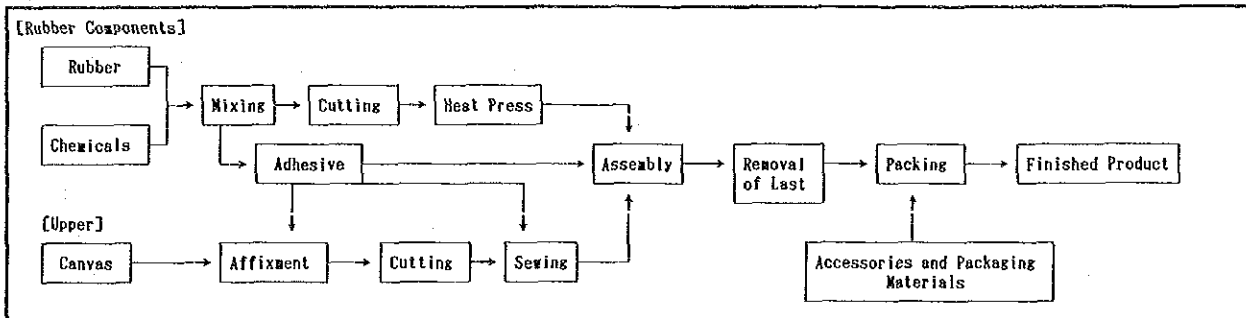 [Rubber Components]
Rubber
Chemicals
Mixing
Cutting
Heat Press
Adhesive
Assembly
Removal
of Last
Packing
Finished Product
[Upper]
Canvas
Affixment
Cutting
Sewing
Accessories and Packaging
Materials